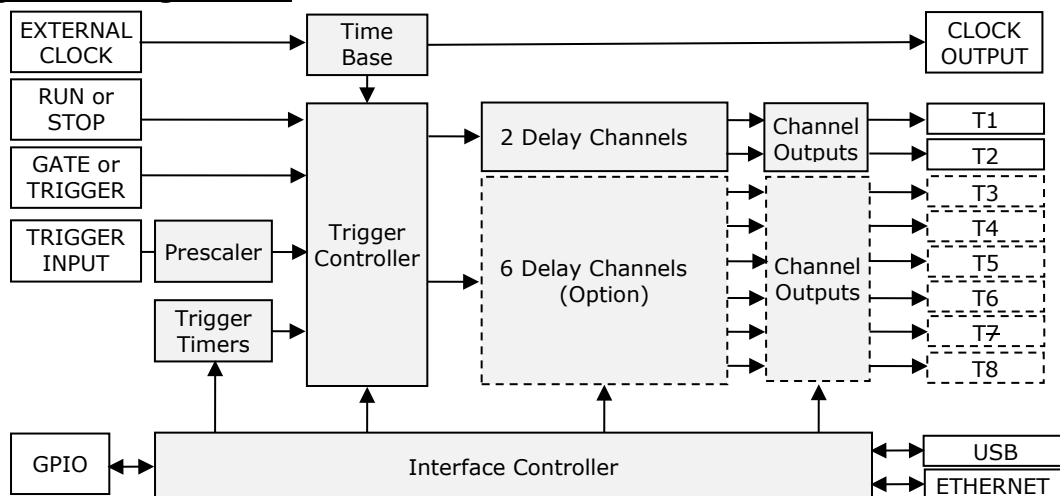 EXTERNAL
CLOCK
Time
Base
CLOCK
OUTPUT
RUN or
STOP
GATE or
TRIGGER
TRIGGER
INPUT
Prescaler
Trigger
Timers
Trigger
Controller
2 Delay Channels
6 Delay Channels
(Option)
Channel
Outputs
Channel
Outputs
T1
T2
T3
T4
T5
T6
T7
T8
GPIO
Interface Controller
USB
ETHERNET